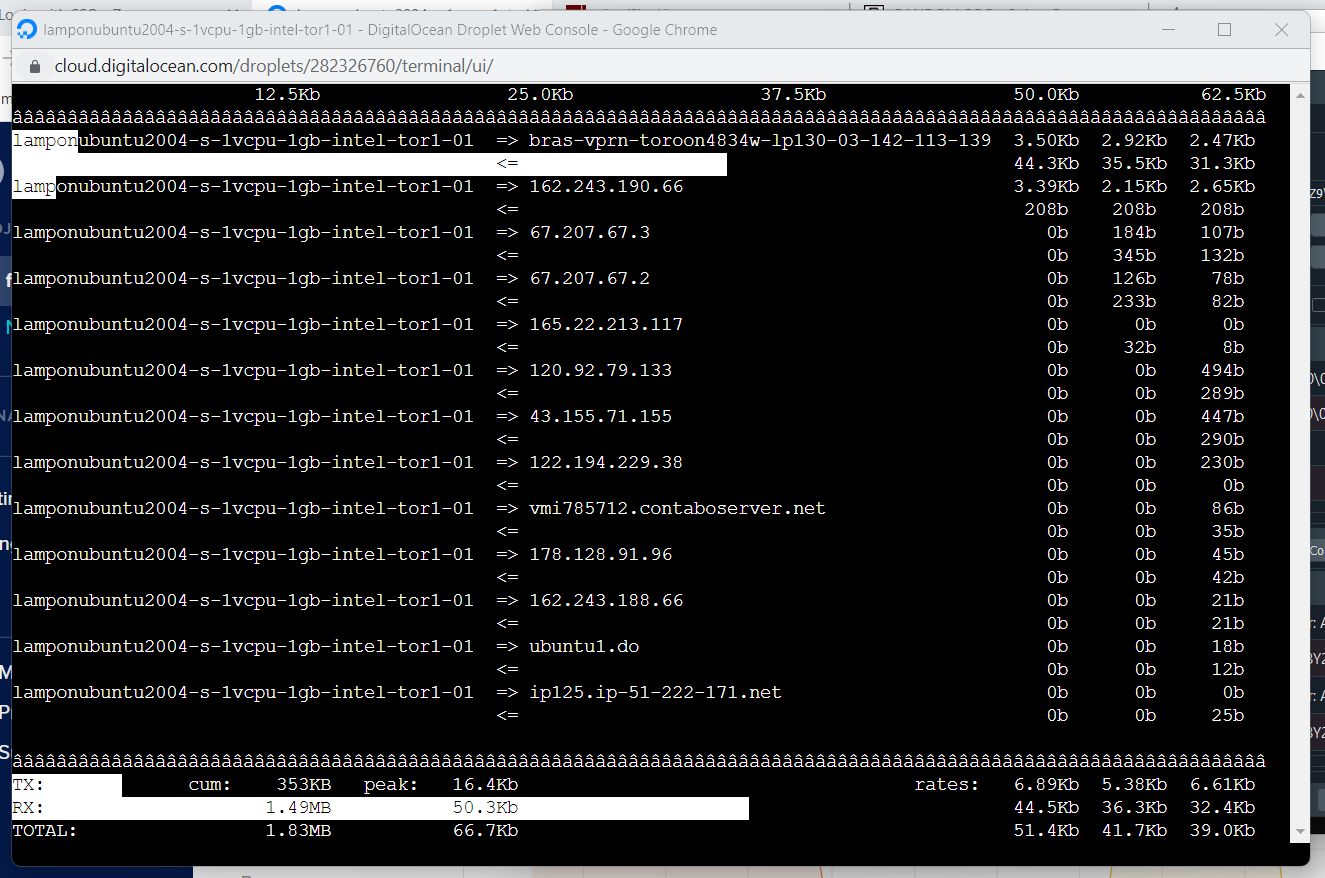 lamponubuntu2004-s-1vcpu-1gb-intel-tor1-01 - DigitalOcean Droplet Web Console - Google Chrome
cloud.digitalocean.com/droplets/282326760/terminal/ui/
12.5Kb 25.0Kb 37.5Kb 50.0Kb 62.5Kb
lamponubuntu2004-s-1vcpu-1gb-intel-tor1-01 => bras-vprn-toroon4834w-lp130-03-142-113-139 3.50Kb 2.92Kb 2.47Kb
<= 44.3Kb 35.5Kb 31.3Kb
lamponubuntu2004-s-1vcpu-1gb-intel-tor1-01 => 162.243.190.66 3.39Kb 2.15Kb 2.65Kb
<= 208b 208b 208b
lamponubuntu2004-s-1vcpu-1gb-intel-tor1-01 => 67.207.67.3 0b 184b 107b
<= 0b 345b 132b
lamponubuntu2004-s-1vcpu-1gb-intel-tor1-01 => 67.207.67.2 0b 126b 78b
<= 0b 233b 82b
lamponubuntu2004-s-1vcpu-1gb-intel-tor1-01 => 165.22.213.117 0b 0b 0b
<= 0b 32b 8b
lamponubuntu2004-s-1vcpu-1gb-intel-tor1-01 => 120.92.79.133 0b 0b 494b
<= 0b 0b 289b
lamponubuntu2004-s-1vcpu-1gb-intel-tor1-01 => 43.155.71.155 0b 0b 447b
<= 0b 0b 290b
lamponubuntu2004-s-1vcpu-1gb-intel-tor1-01 => 122.194.229.38 0b 0b 230b
<= 0b 0b 0b
lamponubuntu2004-s-1vcpu-1gb-intel-tor1-01 => vmi785712.contaboserver.net 0b 0b 86b
<= 0b 0b 35b
lamponubuntu2004-s-1vcpu-1gb-intel-tor1-01 => 178.128.91.96 0b 0b 45b
<= 0b 0b 42b
lamponubuntu2004-s-1vcpu-1gb-intel-tor1-01 => 162.243.188.66 0b 0b 21b
<= 0b 0b 21b
lamponubuntu2004-s-1vcpu-1gb-intel-tor1-01 => ubuntu1.do 0b 0b 18b
<= 0b 0b 12b
lamponubuntu2004-s-1vcpu-1gb-intel-tor1-01 => ip125.ip-51-222-171.net 0b 0b 0b
<= 0b 0b 25b
TX: cum: 353KB peak: 16.4Kb rates: 6.89Kb 5.38Kb 6.61Kb
RX: 1.49MB 50.3Kb 44.5Kb 36.3Kb 32.4Kb
TOTAL: 1.83MB 66.7Kb 51.4Kb 41.7Kb 39.0Kb